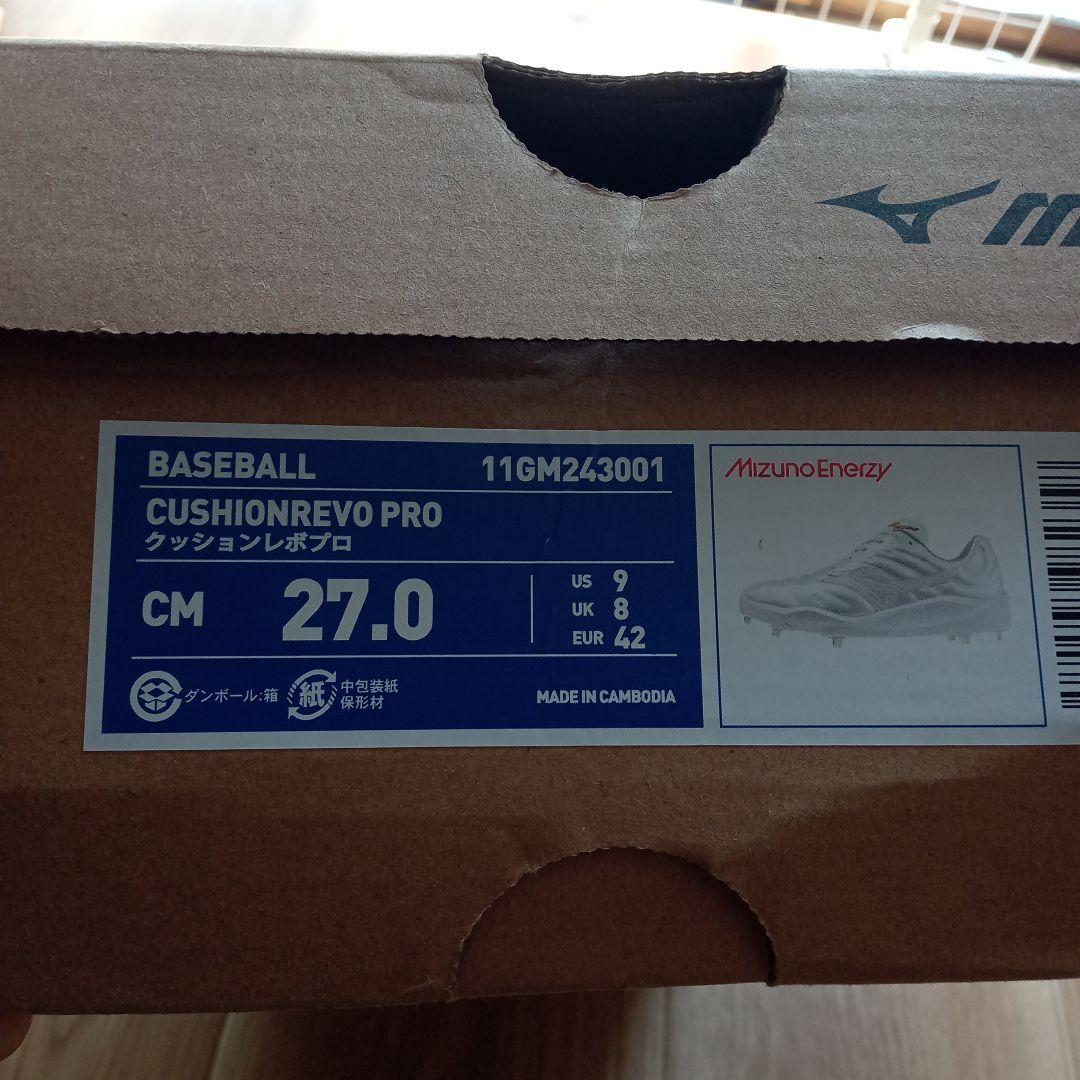 BASEBALL 11GM243001
CUSHIONREVO PRO
クッションレボプロ
CM 27.0
US 9
UK 8
EUR 42
ダンボール:箱
紙
中包装紙
保形材
MADE IN CAMBODIA
MizunoEnerzy